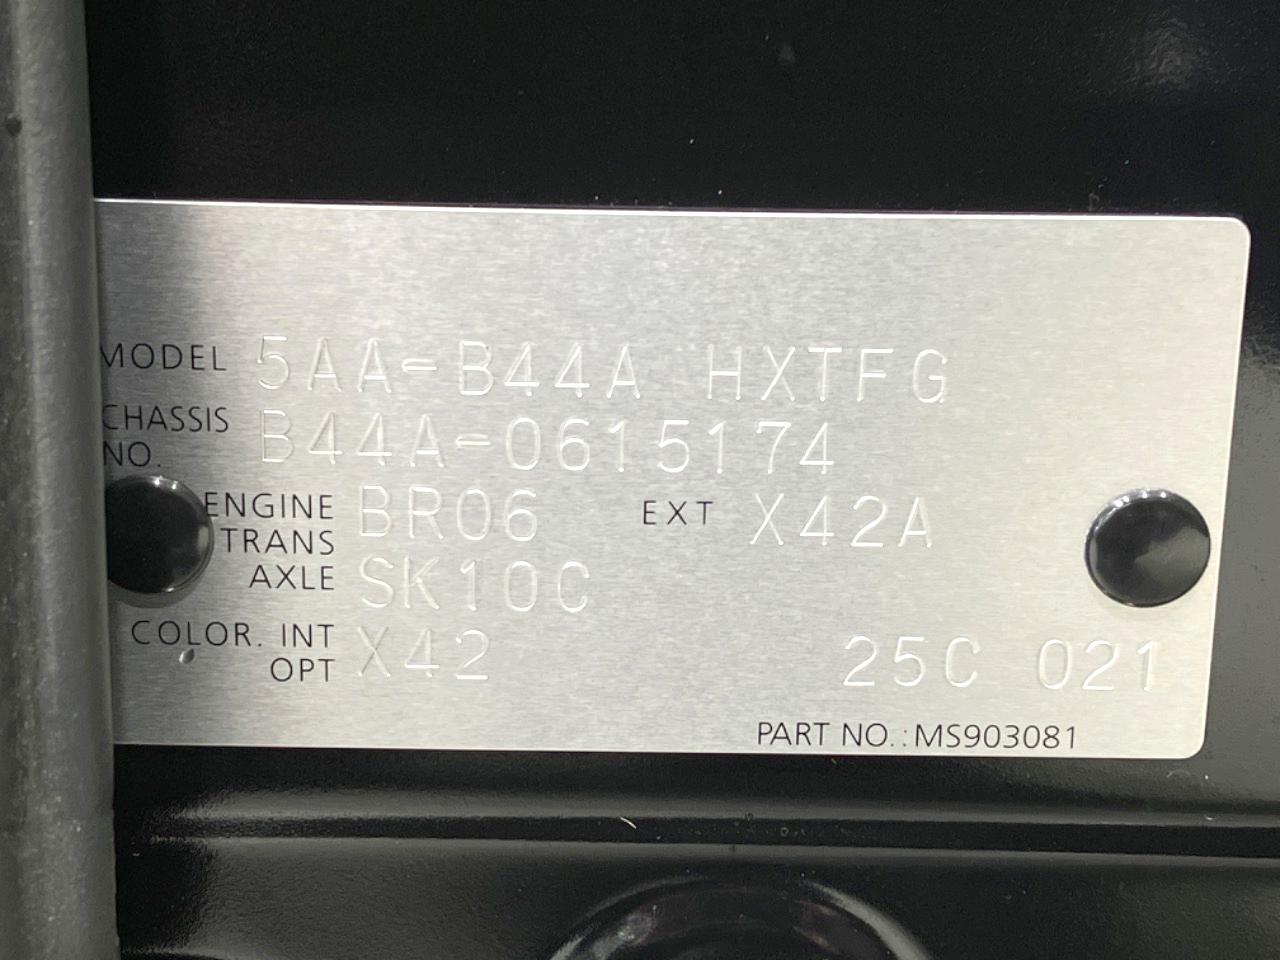 MODEL 5AA-B44A HXTFG
CHASSIS NO. B44A-0615174
ENGINE BR06 EXT X42A
TRANS
AXLE SK10C
COLOR. INT X42
OPT 25C 021
PART NO.:MS903081